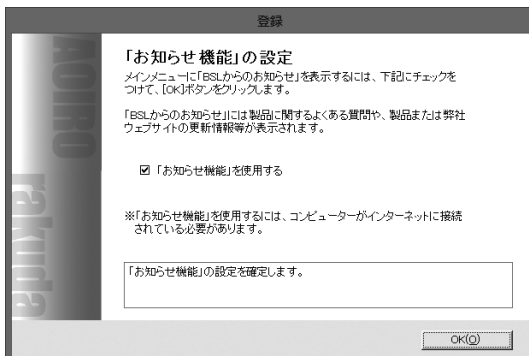 登録
AOIRO
rakuda
「お知らせ機能」の設定
メインメニューに「BSLからのお知らせ」を表示するには、下記にチェックを
つけて、[OK]ボタンをクリックします。
「BSLからのお知らせ」には製品に関するよくある質問や、製品または弊社
ウェブサイトの更新情報等が表示されます。
「お知らせ機能」を使用する
※「お知らせ機能」を使用するには、コンピューターがインターネットに接続
されている必要があります。
「お知らせ機能」の設定を確定します。
OK(O)